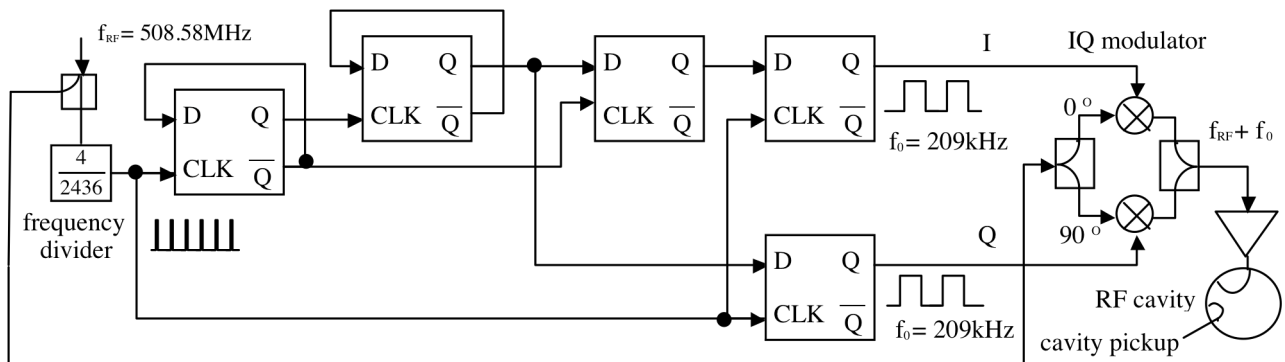 f_RF = 508.58MHz
4
2436
frequency
divider
D Q
CLK Q̅
D Q
CLK Q̅
D Q
CLK Q̅
D Q
CLK Q̅
I
f₀ = 209kHz
D Q
CLK Q̅
Q
f₀ = 209kHz
IQ modulator
0°
90°
f_RF + f₀
RF cavity
cavity pickup